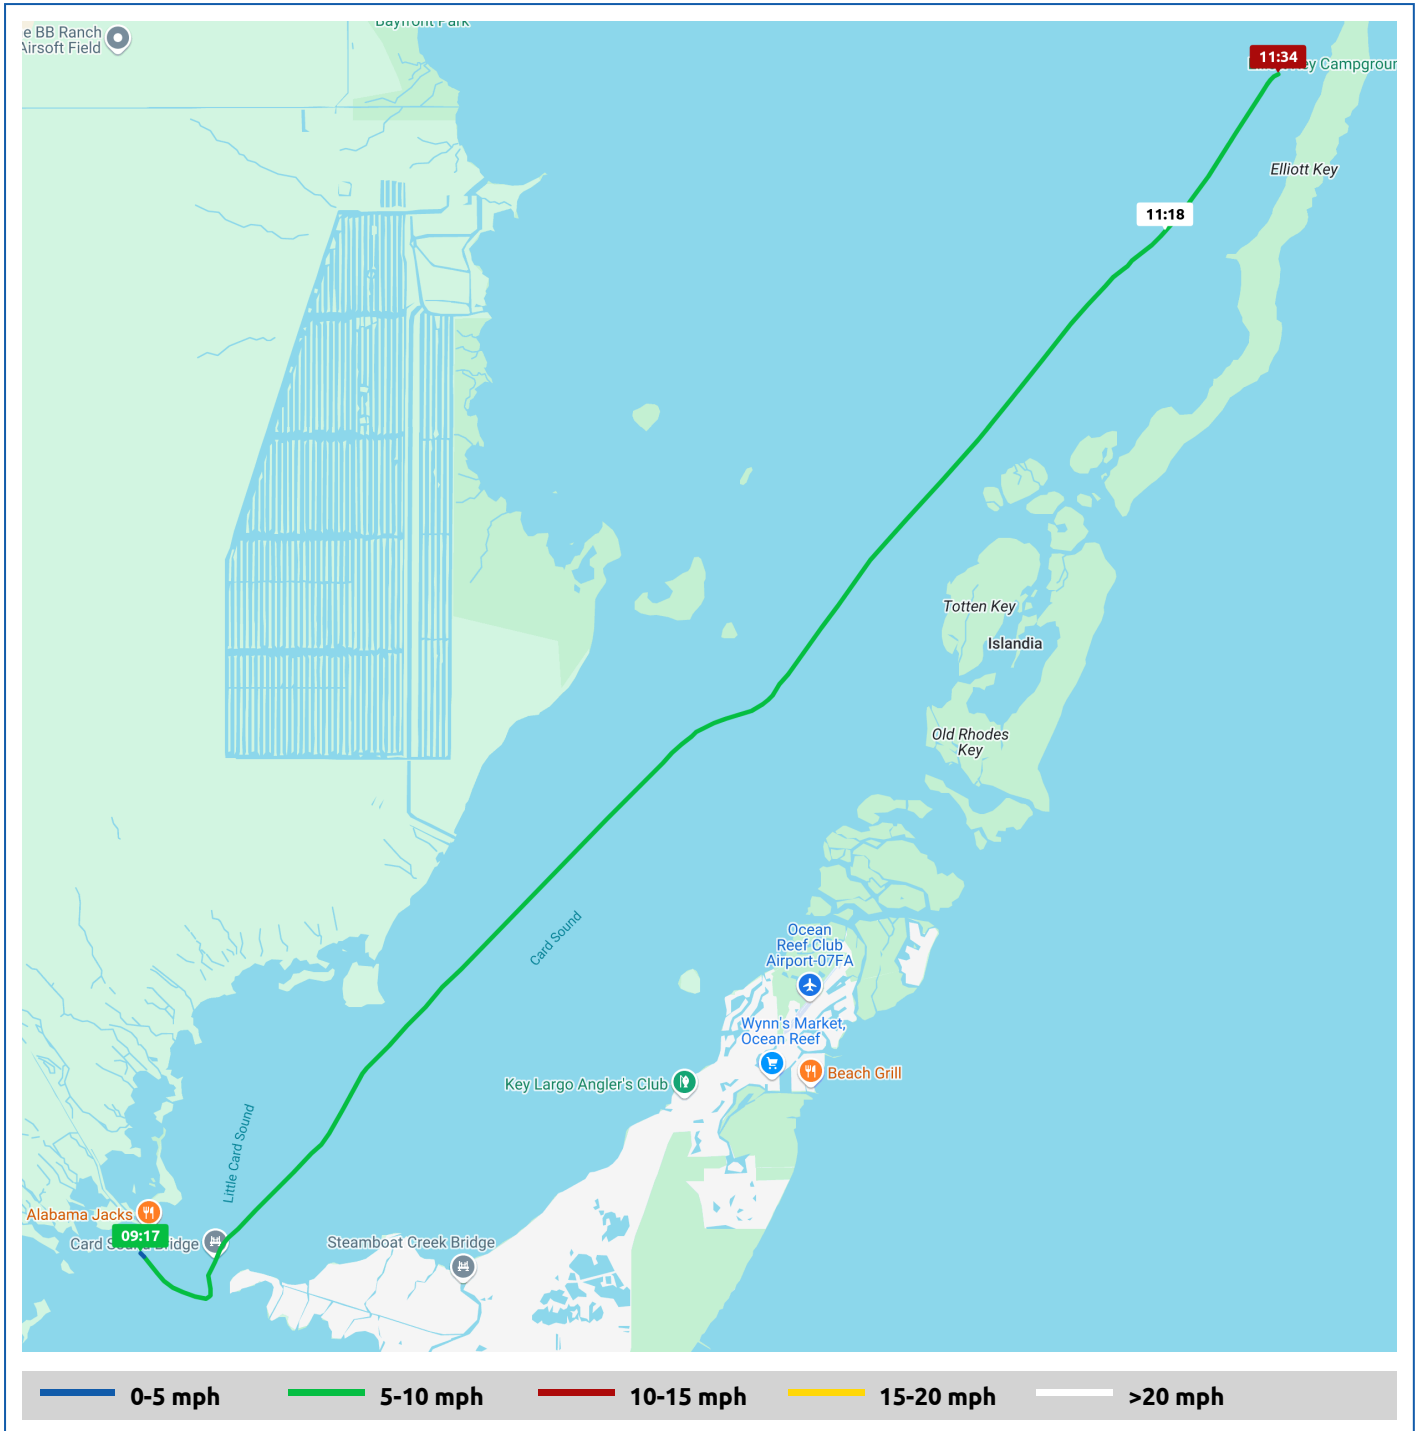 Bayfront Park
e BB Ranch
Airsoft Field
11:34
Campgroun
Elliott Key
11:18
Totten Key
Islandia
Old Rhodes
Key
Card Sound
Ocean
Reef Club
Airport-07FA
Wynn's Market,
Ocean Reef
Beach Grill
Key Largo Angler's Club
Little Card Sound
Alabama Jacks
09:17
Card Sound Bridge
Steamboat Creek Bridge
0-5 mph
5-10 mph
10-15 mph
15-20 mph
>20 mph